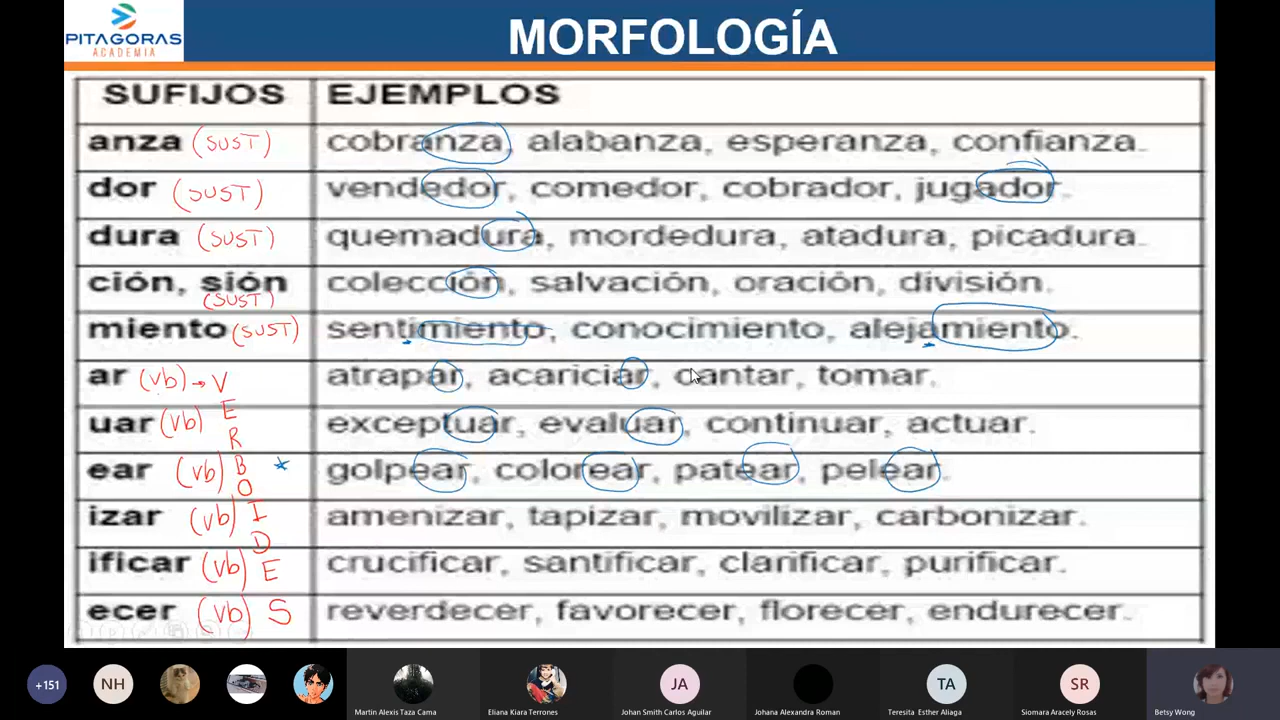 PITAGORAS
ACADEMIA
MORFOLOGÍA
SUFIJOS EJEMPLOS
anza (SUST) cobranza, alabanza, esperanza, confianza.
dor (SUST) vendedor, comedor, cobrador, jugador.
dura (SUST) quemadura, mordedura, atadura, picadura.
ción, sión (SUST) colección, salvación, oración, división.
miento (SUST) sentimiento, conocimiento, alejamiento.
ar (vb) → V atrapar, acariciar, cantar, tomar.
uar (vb) E R exceptuar, evaluar, continuar, actuar.
ear (vb) B O golpear, colorear, patear, pelear.
izar (vb) I amenizar, tapizar, movilizar, carbonizar.
ificar (vb) D E crucificar, santificar, clarificar, purificar.
ecer (vb) S reverdecer, favorecer, florecer, endurecer.
+151 NH JA TA SR
Martin Alexis Taza Cama Eliana Kiara Terrones Johan Smith Carlos Aguilar Johana Alexandra Roman Teresita Esther Aliaga Siomara Aracely Rosas Betsy Wong